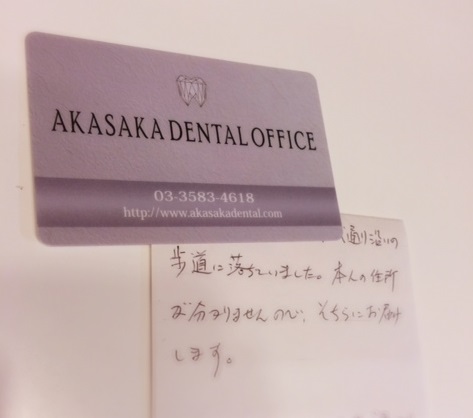 AKASAKA DENTAL OFFICE
03-3583-4618
http://www.akasakadental.com
通り沿いの
歩道に落ちていました。本人の住所
が分かりませんので、そちらにお届け
します。